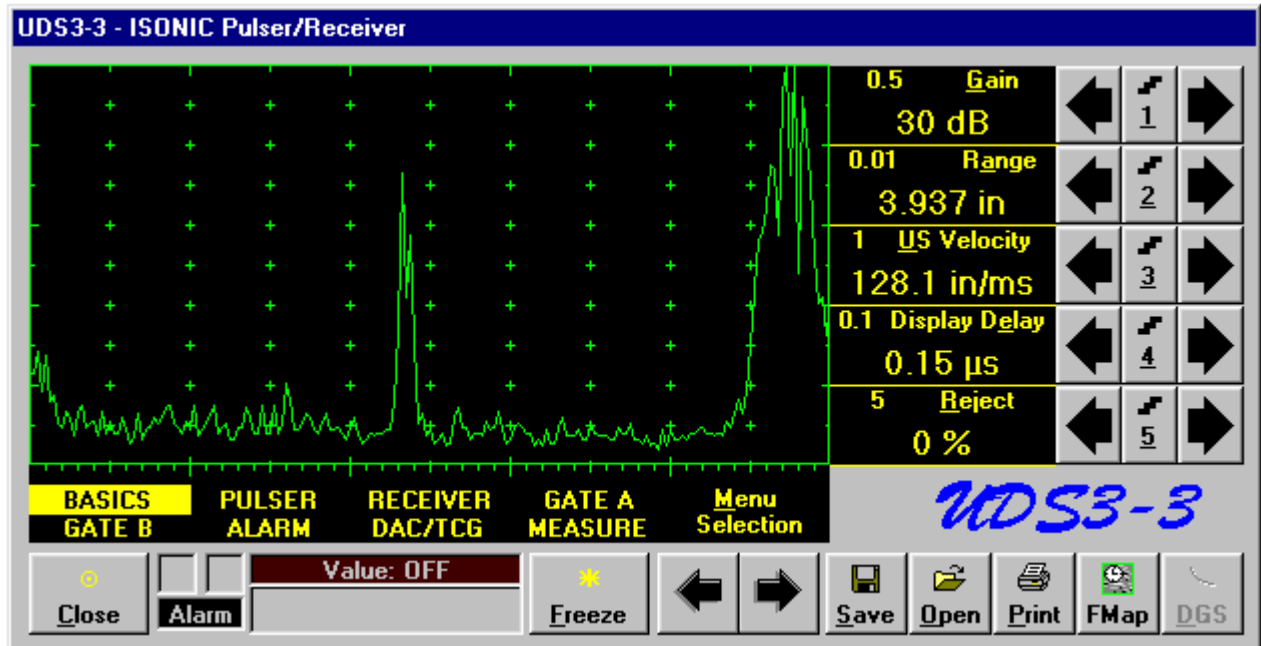 UDS3-3 - ISONIC Pulser/Receiver
0.5 Gain
30 dB
1
0.01 Range
3.937 in
2
1 US Velocity
128.1 in/ms
3
0.1 Display Delay
0.15 µs
4
5 Reject
0 %
5
BASICS PULSER RECEIVER GATE A Menu
GATE B ALARM DAC/TCG MEASURE Selection
UDS3-3
Value: OFF
Close Alarm Freeze Save Open Print FMap DGS